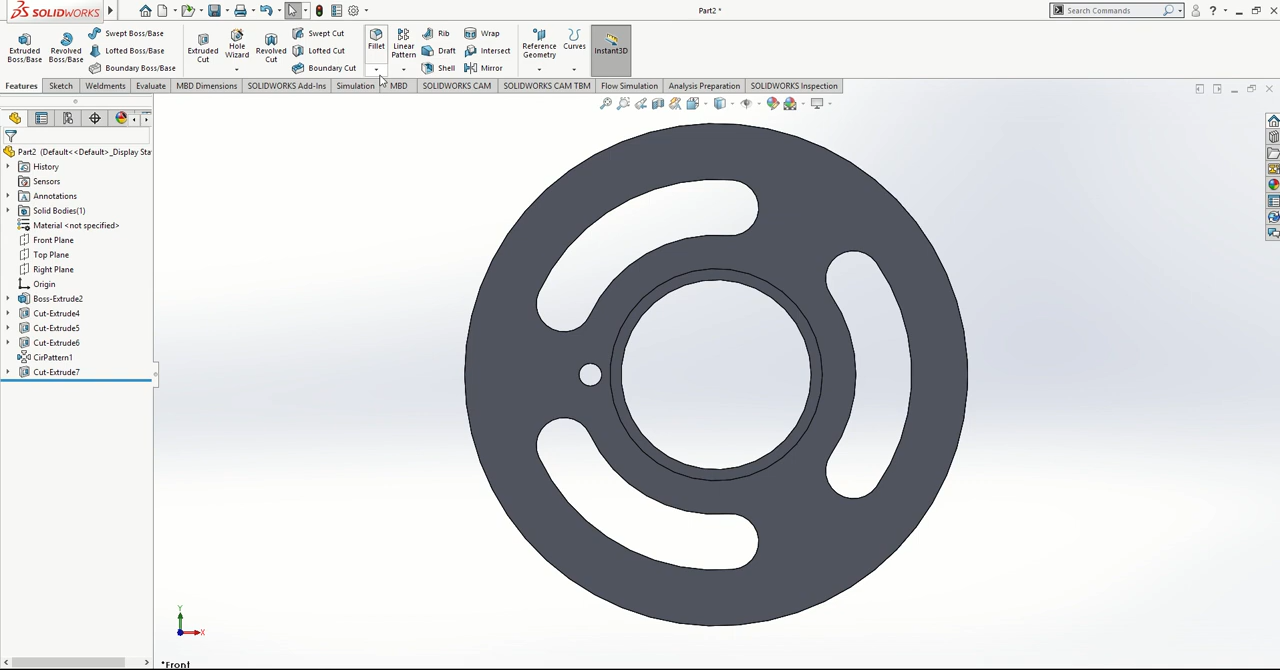 SOLIDWORKS
Part2 *
Search Commands
?
Extruded Boss/Base
Revolved Boss/Base
Swept Boss/Base
Lofted Boss/Base
Boundary Boss/Base
Extruded Cut
Hole Wizard
Revolved Cut
Swept Cut
Lofted Cut
Boundary Cut
Fillet
Linear Pattern
Rib
Draft
Shell
Wrap
Intersect
Mirror
Reference Geometry
Curves
Instant3D
Features Sketch Weldments Evaluate MBD Dimensions SOLIDWORKS Add-Ins Simulation MBD SOLIDWORKS CAM SOLIDWORKS CAM TBM Flow Simulation Analysis Preparation SOLIDWORKS Inspection
Part2 (Default<<Default>_Display Sta
History
Sensors
Annotations
Solid Bodies(1)
Material <not specified>
Front Plane
Top Plane
Right Plane
Origin
Boss-Extrude2
Cut-Extrude4
Cut-Extrude5
Cut-Extrude6
CirPattern1
Cut-Extrude7
Y
X
*Front